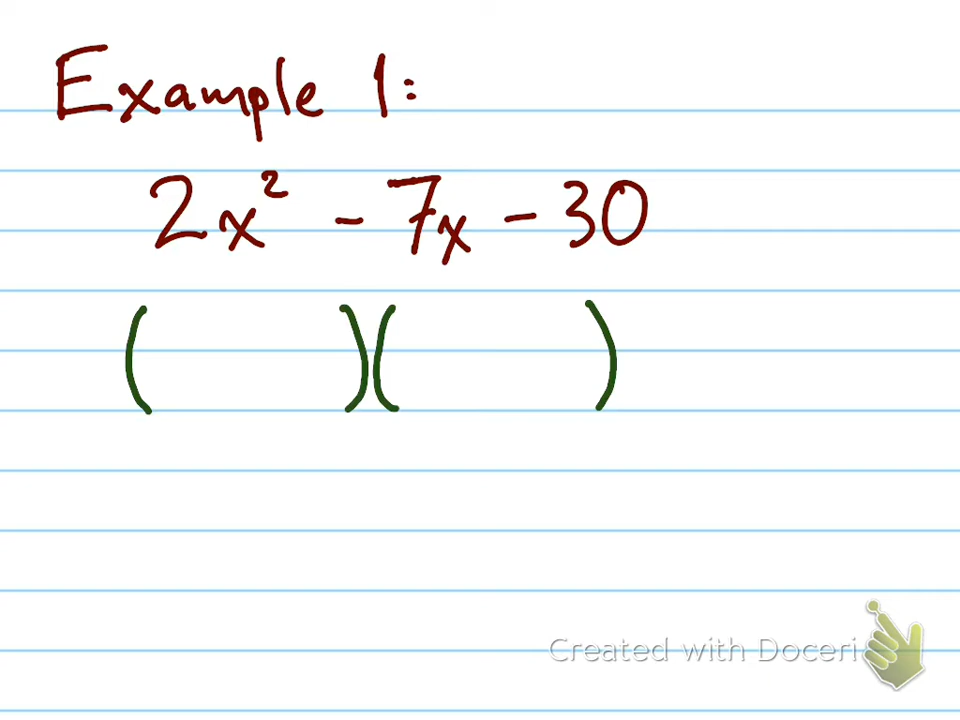 Example 1:
2x² - 7x - 30
( )( )
Created with Doceri